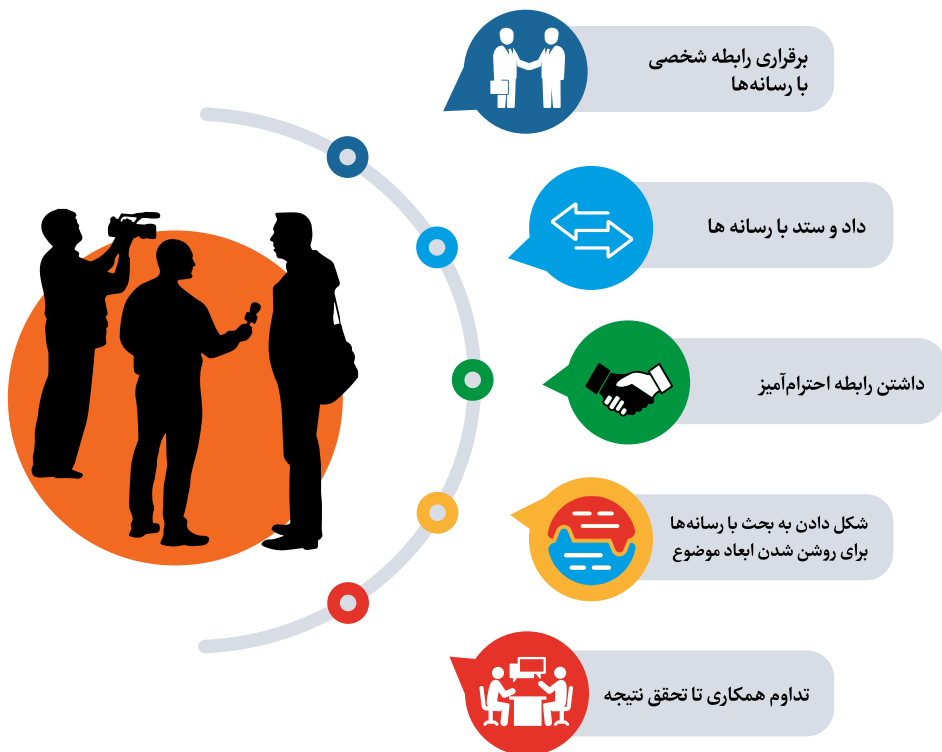 برقراری رابطه شخصی
با رسانه‌ها
داد و ستد با رسانه ها
داشتن رابطه احترام‌آمیز
شکل دادن به بحث با رسانه‌ها
برای روشن شدن ابعاد موضوع
تداوم همکاری تا تحقق نتیجه